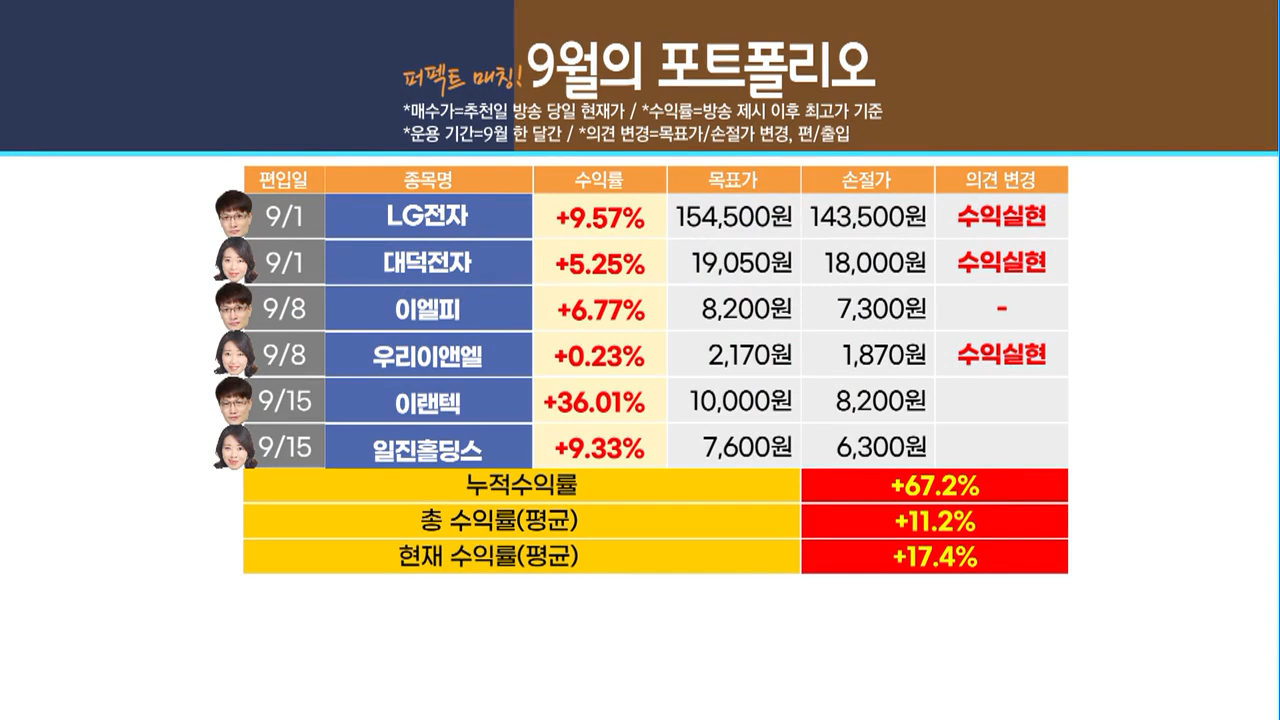 퍼펙트 매칭! 9월의 포트폴리오
*매수가=추천일 방송 당일 현재가 / *수익률=방송 제시 이후 최고가 기준
*운용 기간=9월 한 달간 / *의견 변경=목표가/손절가 변경, 편/출입
편입일 종목명 수익률 목표가 손절가 의견 변경
9/1 LG전자 +9.57% 154,500원 143,500원 수익실현
9/1 대덕전자 +5.25% 19,050원 18,000원 수익실현
9/8 이엘피 +6.77% 8,200원 7,300원 -
9/8 우리이앤엘 +0.23% 2,170원 1,870원 수익실현
9/15 이랜텍 +36.01% 10,000원 8,200원
9/15 일진홀딩스 +9.33% 7,600원 6,300원
누적수익률 +67.2%
총 수익률(평균) +11.2%
현재 수익률(평균) +17.4%